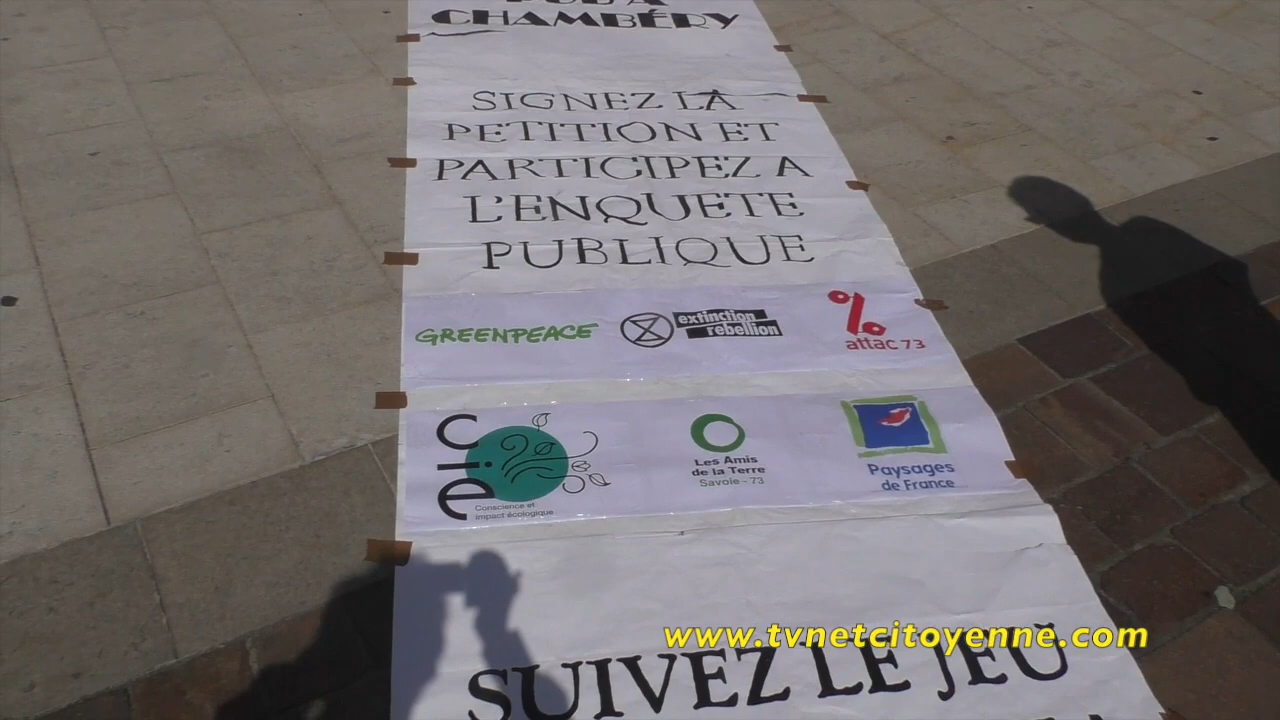 PUB A
CHAMBÉRY
SIGNEZ LA
PETITION ET
PARTICIPEZ A
L'ENQUETE
PUBLIQUE
GREENPEACE
extinction
rebellion
attac 73
cie
Conscience et
impact écologique
Les Amis
de la Terre
Savoie - 73
Paysages
de France
www.tvnetcitoyenne.com
SUIVEZ LE JEU